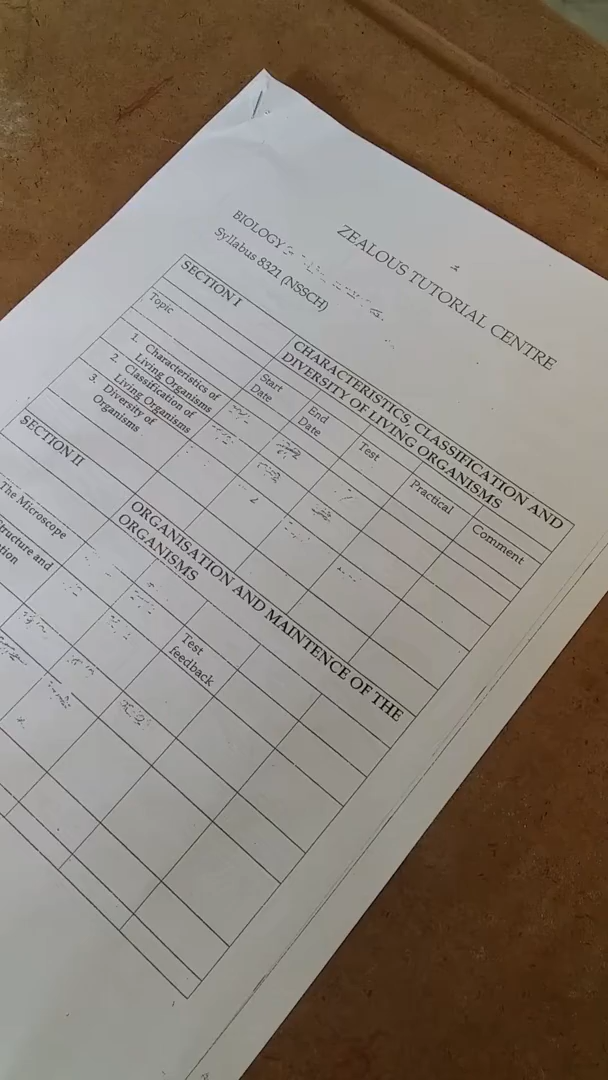 ZEALOUS TUTORIAL CENTRE
BIOLOGY
Syllabus 8321 (NSSCH)
SECTION I
CHARACTERISTICS, CLASSIFICATION AND
DIVERSITY OF LIVING ORGANISMS
Topic
Start
Date
End
Date
Test
Practical
Comment
1. Characteristics of
Living Organisms
2. Classification of
Living Organisms
3. Diversity of
Organisms
SECTION II
ORGANISATION AND MAINTENCE OF THE
ORGANISMS
The Microscope
Test
feedback
tructure and